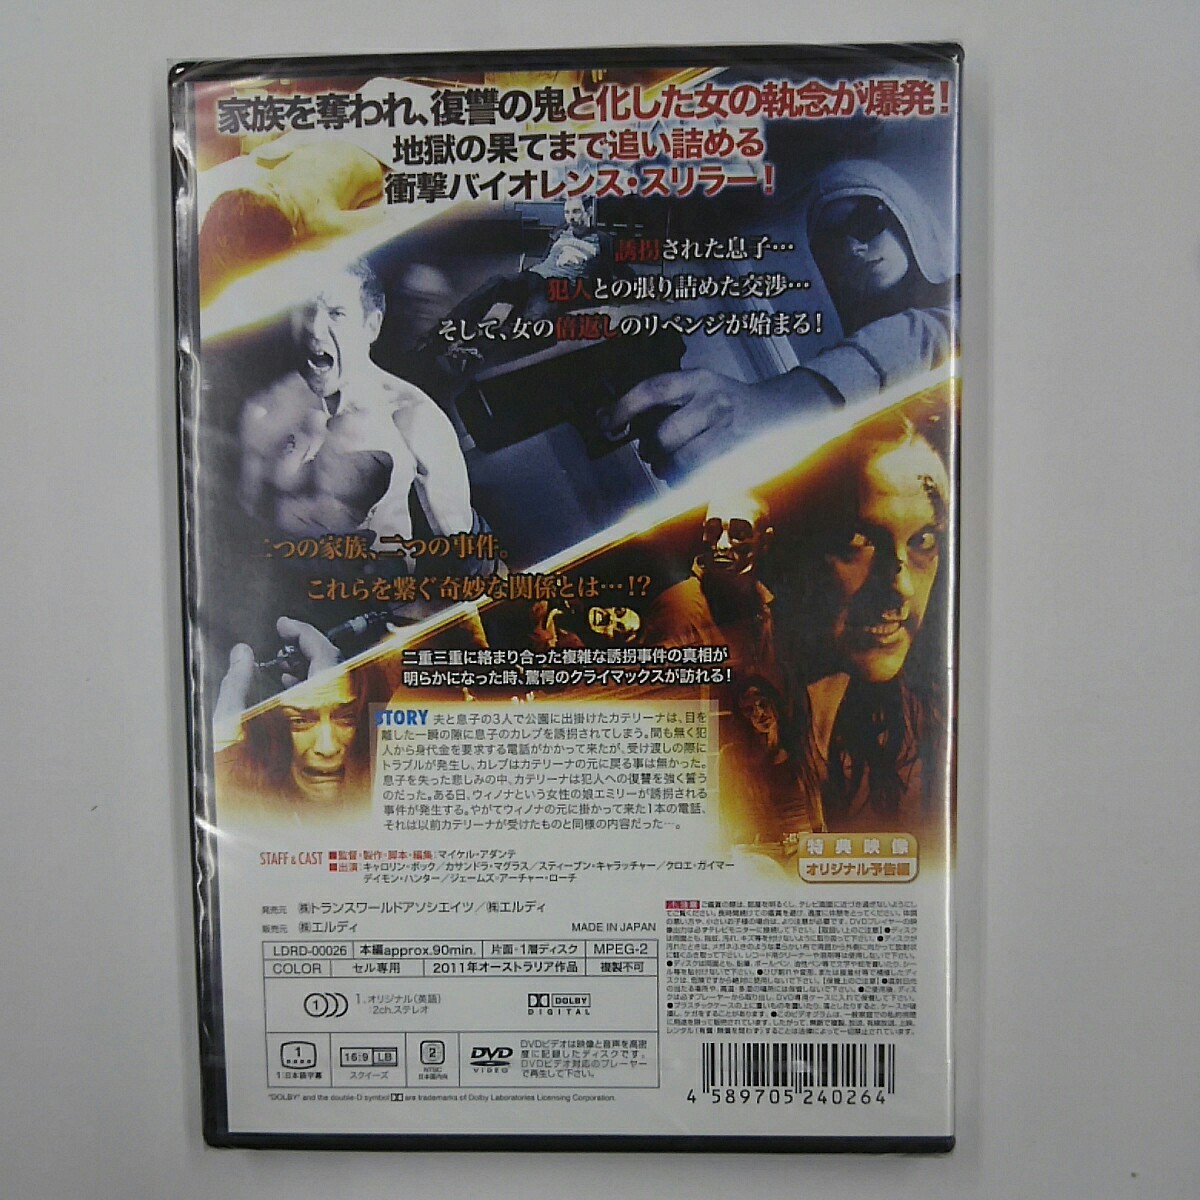 家族を奪われ、復讐の鬼と化した女の執念が爆発！
地獄の果てまで追い詰める
衝撃バイオレンス・スリラー！
誘拐された息子…
犯人との張り詰めた交渉…
そして、女の倍返しのリベンジが始まる！
二つの家族、二つの事件。
これらを繋ぐ奇妙な関係とは…!?
二重三重に絡まり合った複雑な誘拐事件の真相が
明らかになった時、驚愕のクライマックスが訪れる！
STORY 夫と息子の3人で公園に出掛けたカテリーナは、目を
離した一瞬の隙に息子のカレブを誘拐されてしまう。間も無く犯
人から身代金を要求する電話がかかって来たが、受け渡しの際に
トラブルが発生し、カレブはカテリーナの元に戻る事は無かった。
息子を失った悲しみの中、カテリーナは犯人への復讐を強く誓う
のだった。ある日、ウィノナという女性の娘エミリーが誘拐される
事件が発生する。やがてウィノナの元に掛かって来た1本の電話、
それは以前カテリーナが受けたものと同様の内容だった…。
特典映像
オリジナル予告編
STAFF & CAST ■監督・製作・脚本・編集：マイケル・アダンテ
■出演：キャロリン・ボック／カサンドラ・マグラス／スティーブン・キャラッチャー／クロエ・ガイマー
デイモン・ハンター／ジェームズ・アーチャー・ローチ
発売元 ㈱トランスワールドアソシエイツ／㈱エルディ
販売元 ㈱エルディ
MADE IN JAPAN
LDRD-00026 本編approx.90min. 片面・1層ディスク MPEG-2
COLOR セル専用 2011年オーストラリア作品 複製不可
1 1.オリジナル(英語)
2ch.ステレオ
DOLBY
DIGITAL
1 1:日本語字幕
16:9 LB スクイーズ
2 NTSC 日本国内向
DVD VIDEO
DVDビデオは映像と音声を高密
度に記録したディスクです。
DVDビデオ対応のプレーヤー
で再生して下さい。
"DOLBY" and the double-D symbol are trademarks of Dolby Laboratories Licensing Corporation.
4 589705 240264